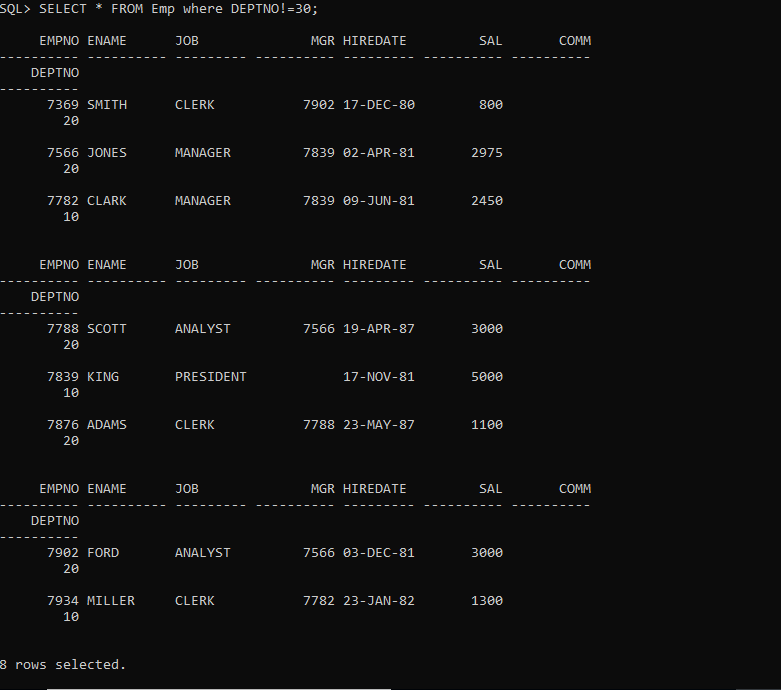 SQL> SELECT * FROM Emp where DEPTNO!=30;
     EMPNO ENAME      JOB              MGR HIREDATE         SAL       COMM
---------- ---------- --------- ---------- --------- ---------- ----------
    DEPTNO
----------
      7369 SMITH      CLERK           7902 17-DEC-80        800
        20
      7566 JONES      MANAGER         7839 02-APR-81       2975
        20
      7782 CLARK      MANAGER         7839 09-JUN-81       2450
        10
     EMPNO ENAME      JOB              MGR HIREDATE         SAL       COMM
---------- ---------- --------- ---------- --------- ---------- ----------
    DEPTNO
----------
      7788 SCOTT      ANALYST         7566 19-APR-87       3000
        20
      7839 KING       PRESIDENT            17-NOV-81       5000
        10
      7876 ADAMS      CLERK           7788 23-MAY-87       1100
        20
     EMPNO ENAME      JOB              MGR HIREDATE         SAL       COMM
---------- ---------- --------- ---------- --------- ---------- ----------
    DEPTNO
----------
      7902 FORD       ANALYST         7566 03-DEC-81       3000
        20
      7934 MILLER     CLERK           7782 23-JAN-82       1300
        10
8 rows selected.